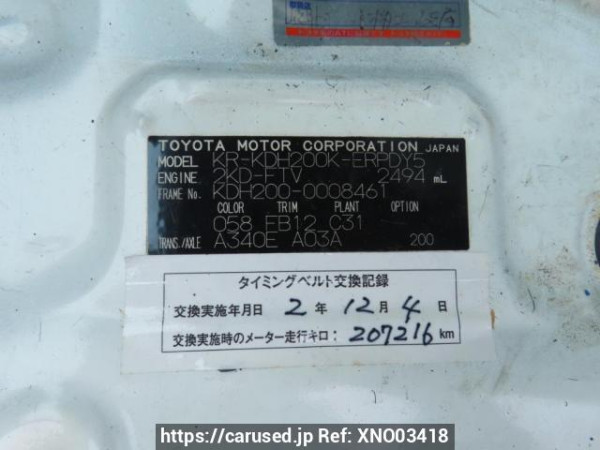 TOYOTA MOTOR CORPORATION JAPAN
MODEL KR-KDH200K-ERPDY5
ENGINE 2KD-FTV 2494 mL
FRAME No. KDH200-0008461
COLOR TRIM PLANT OPTION
058 FB12 C31
TRANS./AXLE A340E A03A 200
タイミングベルト交換記録
交換実施年月日 2 年 12 月 4 日
交換実施時のメーター走行キロ: 207216 km
https://carused.jp Ref: XNO03418